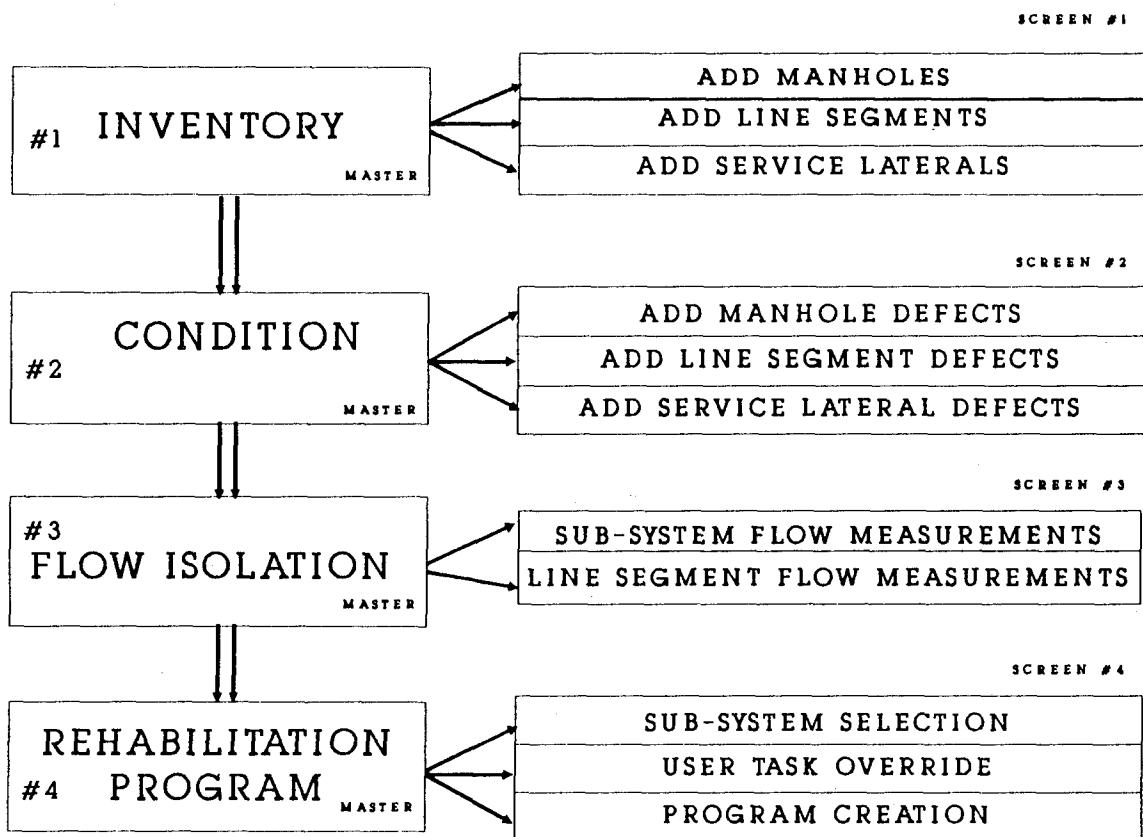 SCREEN #1
#1 INVENTORY
MASTER
ADD MANHOLES
ADD LINE SEGMENTS
ADD SERVICE LATERALS
SCREEN #2
CONDITION
#2
MASTER
ADD MANHOLE DEFECTS
ADD LINE SEGMENT DEFECTS
ADD SERVICE LATERAL DEFECTS
SCREEN #3
#3
FLOW ISOLATION
MASTER
SUB-SYSTEM FLOW MEASUREMENTS
LINE SEGMENT FLOW MEASUREMENTS
SCREEN #4
REHABILITATION
#4 PROGRAM
MASTER
SUB-SYSTEM SELECTION
USER TASK OVERRIDE
PROGRAM CREATION